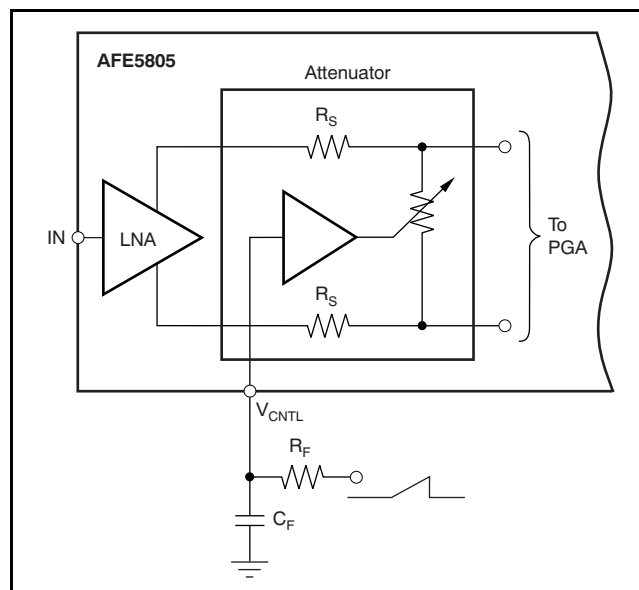 AFE5805
Attenuator
RS
IN
LNA
To
PGA
RS
VCNTL
RF
CF